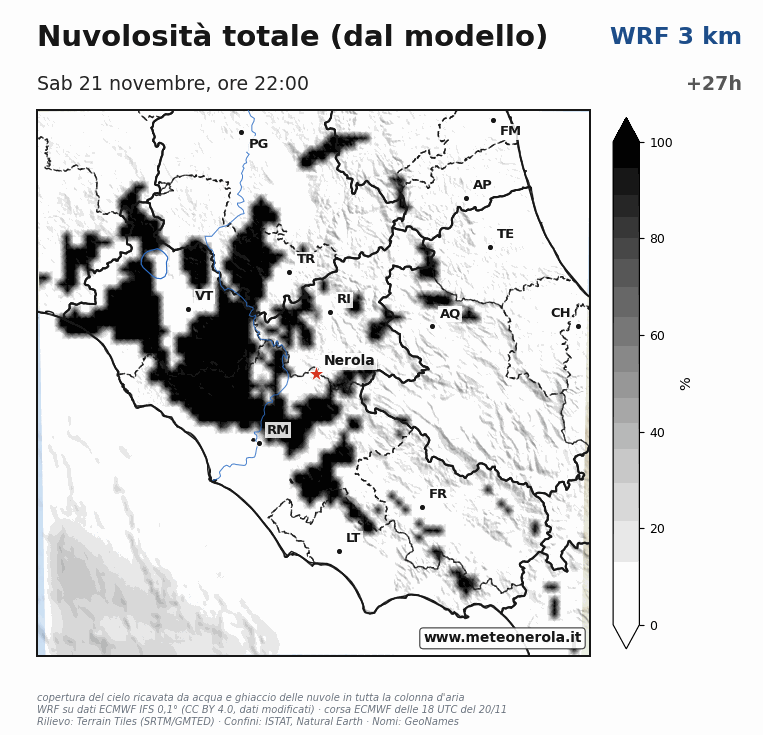 Nuvolosità totale (dal modello)
WRF 3 km
Sab 21 novembre, ore 22:00
+27h
FM
PG
AP
TE
TR
VT
RI
AQ
CH
Nerola
RM
FR
LT
www.meteonerola.it
100
80
60
40
20
0
%
copertura del cielo ricavata da acqua e ghiaccio delle nuvole in tutta la colonna d'aria
WRF su dati ECMWF IFS 0,1° (CC BY 4.0, dati modificati) · corsa ECMWF delle 18 UTC del 20/11
Rilievo: Terrain Tiles (SRTM/GMTED) · Confini: ISTAT, Natural Earth · Nomi: GeoNames